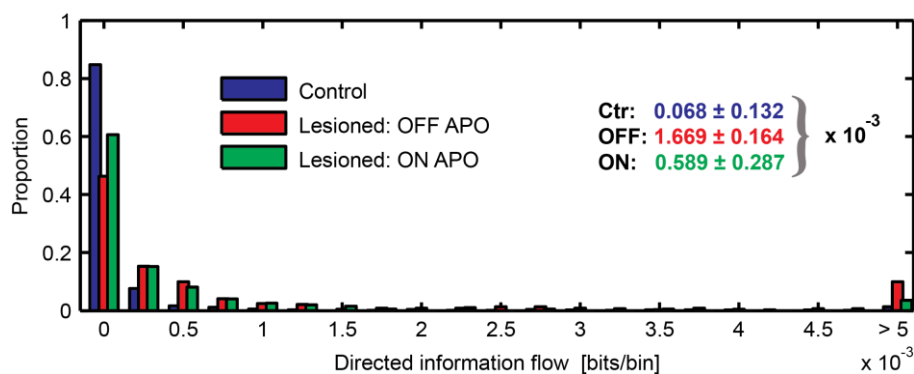 1
0.8
0.6
0.4
0.2
0
Proportion
Control
Lesioned: OFF APO
Lesioned: ON APO
Ctr: 0.068 ± 0.132
OFF: 1.669 ± 0.164
ON: 0.589 ± 0.287
x 10⁻³
0 0.5 1 1.5 2 2.5 3 3.5 4 4.5 > 5
Directed information flow [bits/bin]
x 10⁻³